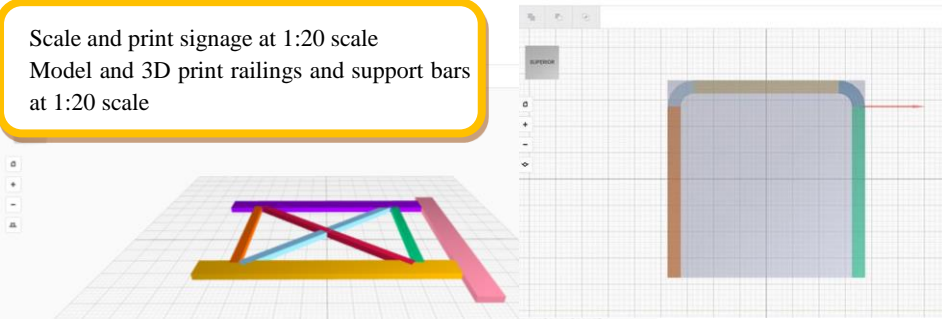 Scale and print signage at 1:20 scale
Model and 3D print railings and support bars
at 1:20 scale
SUPERIOR